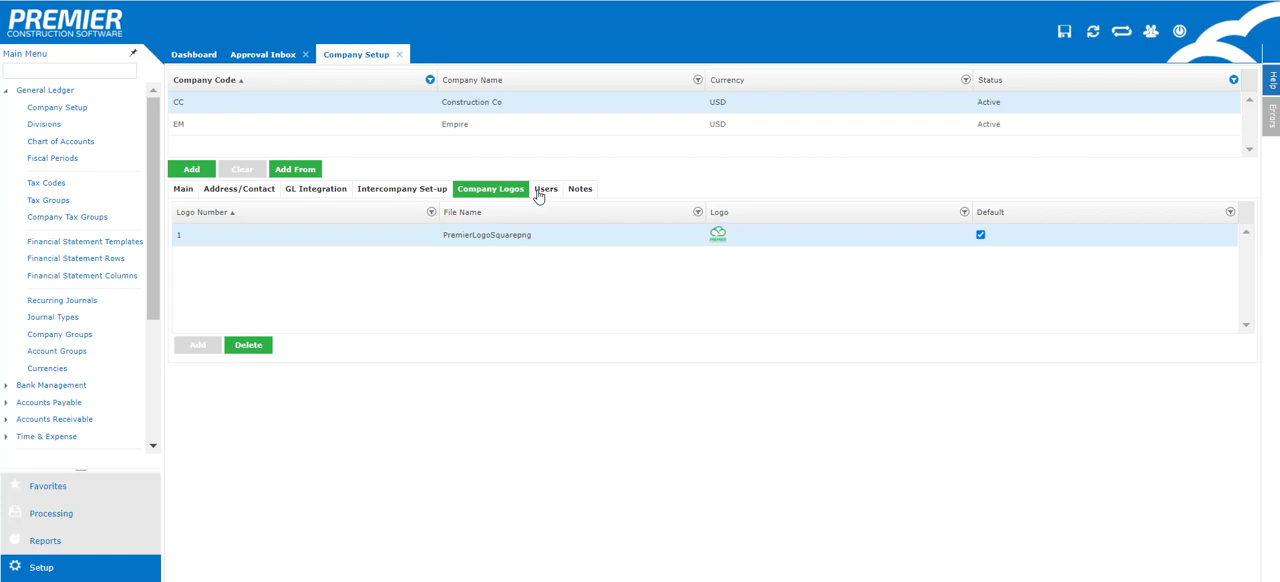 PREMIER
CONSTRUCTION SOFTWARE
Main Menu
Dashboard Approval Inbox Company Setup
Help
Errors
Company Code Company Name Currency Status
CC Construction Co USD Active
EM Empire USD Active
Add Clear Add From
Main Address/Contact GL Integration Intercompany Set-up Company Logos Users Notes
Logo Number File Name Logo Default
1 PremierLogoSquarepng PREMIER
Add Delete
General Ledger
Company Setup
Divisions
Chart of Accounts
Fiscal Periods
Tax Codes
Tax Groups
Company Tax Groups
Financial Statement Templates
Financial Statement Rows
Financial Statement Columns
Recurring Journals
Journal Types
Company Groups
Account Groups
Currencies
Bank Management
Accounts Payable
Accounts Receivable
Time & Expense
Favorites
Processing
Reports
Setup